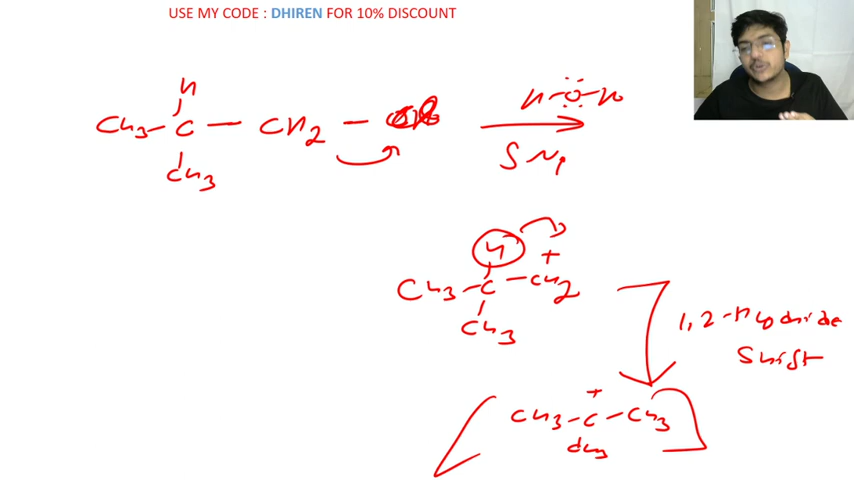 USE MY CODE : DHIREN FOR 10% DISCOUNT
H
CH3 - C - CH2 -
CH3
H-O-H
SN1
H
+
CH3 - C - CH2
CH3
1,2-Hydride
Shift
+
CH3 - C - CH3
CH3